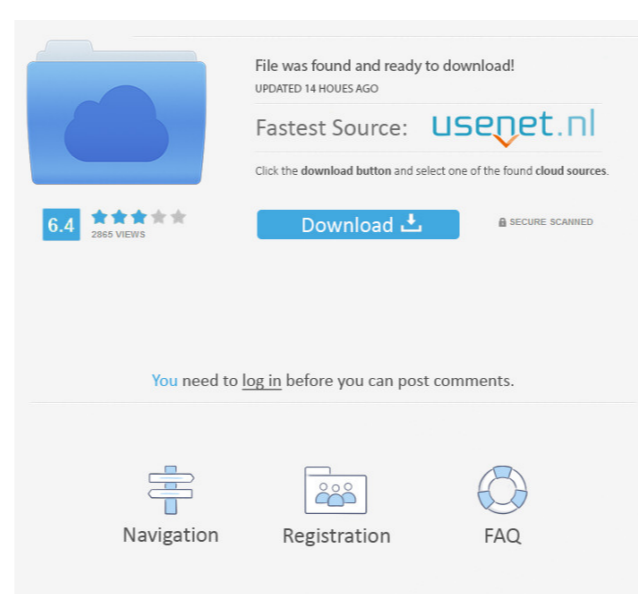 File was found and ready to download!
UPDATED 14 HOUES AGO
Fastest Source: usenet.nl
Click the download button and select one of the found cloud sources.
6.4
2865 VIEWS
Download
SECURE SCANNED
You need to log in before you can post comments.
Navigation
Registration
FAQ